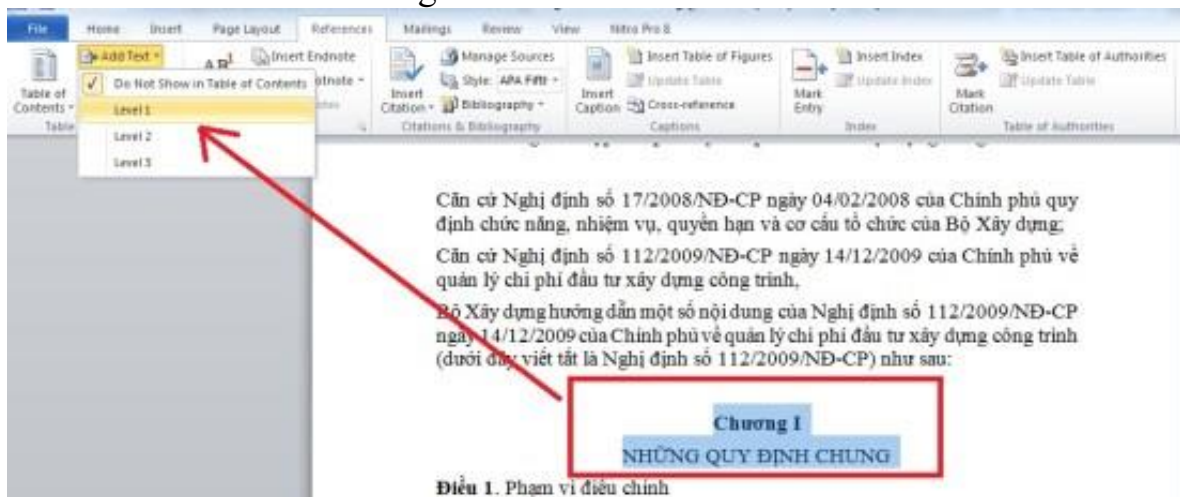 File Home Insert Page Layout References Mailings Review View Nitro Pro 8
Add Text AB¹ Insert Endnote Manage Sources Insert Table of Figures Insert Index Insert Table of Authorities
Do Not Show in Table of Contents Style: APA Fifth Update Table Update Index Update Table
Table of Contents Insert Citation Bibliography Insert Caption Cross-reference Mark Entry Mark Citation
Level 1
Table Citations & Bibliography Captions Index Table of Authorities
Level 2
Level 3
Căn cứ Nghị định số 17/2008/NĐ-CP ngày 04/02/2008 của Chính phủ quy
định chức năng, nhiệm vụ, quyền hạn và cơ cấu tổ chức của Bộ Xây dựng;
Căn cứ Nghị định số 112/2009/NĐ-CP ngày 14/12/2009 của Chính phủ về
quản lý chi phí đầu tư xây dựng công trình,
Bộ Xây dựng hướng dẫn một số nội dung của Nghị định số 112/2009/NĐ-CP
ngày 14/12/2009 của Chính phủ về quản lý chi phí đầu tư xây dựng công trình
(dưới đây viết tắt là Nghị định số 112/2009/NĐ-CP) như sau:
Chương I
NHỮNG QUY ĐỊNH CHUNG
Điều 1. Phạm vi điều chỉnh